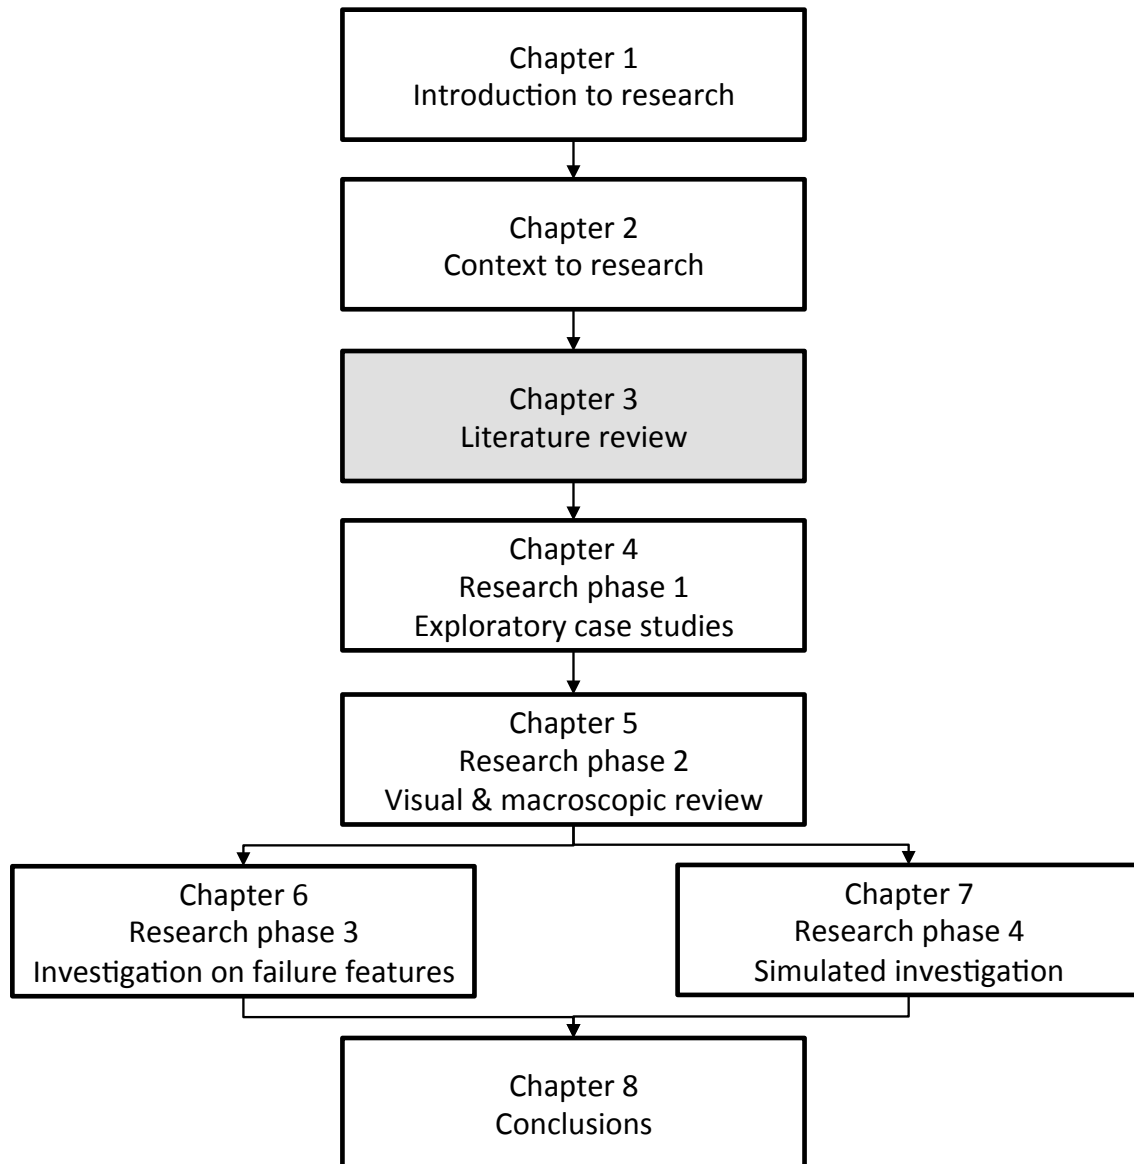 Chapter 1
Introduction to research
Chapter 2
Context to research
Chapter 3
Literature review
Chapter 4
Research phase 1
Exploratory case studies
Chapter 5
Research phase 2
Visual & macroscopic review
Chapter 6
Research phase 3
Investigation on failure features
Chapter 7
Research phase 4
Simulated investigation
Chapter 8
Conclusions